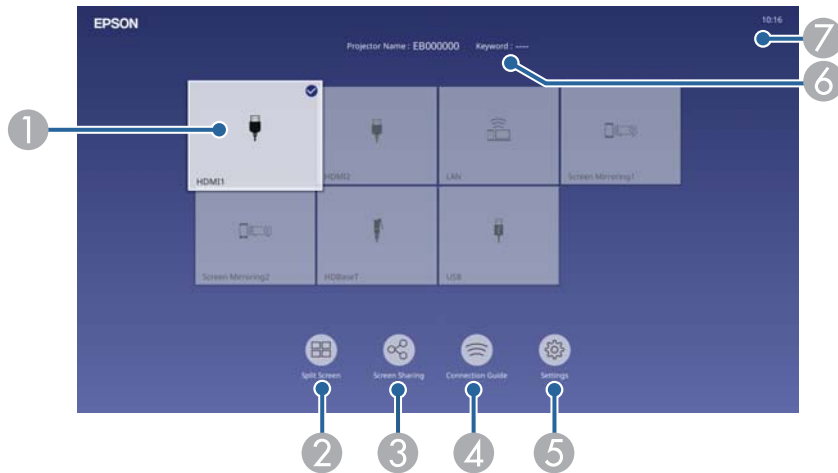 EPSON
10:16
Projector Name : EB000000 Keyword : ----
7
6
1
HDMI1
HDMI2
LAN
Screen Mirroring1
Screen Mirroring2
HDBaseT
USB
Split Screen
Screen Sharing
Connection Guide
Settings
2
3
4
5